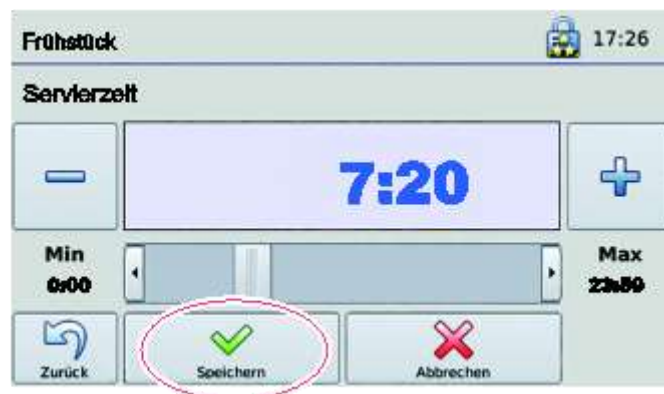 Frühstück 17:26
Servierzeit
7:20
Min Max
0:00 23:59
Zurück Speichern Abbrechen